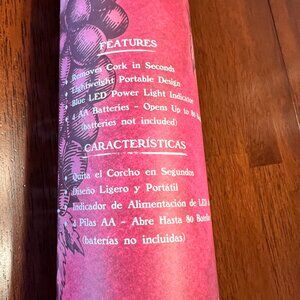 FEATURES
Removes Cork in Seconds
Lightweight Portable Design
Blue LED Power Light Indicator
4 AA Batteries - Opens Up to 80
(batteries not included)
CARACTERÍSTICAS
Quita el Corcho en Segundos
Diseño Ligero y Portátil
Indicador de Alimentación de LED
4 Pilas AA - Abre Hasta 80 Botellas
(baterías no incluidas)